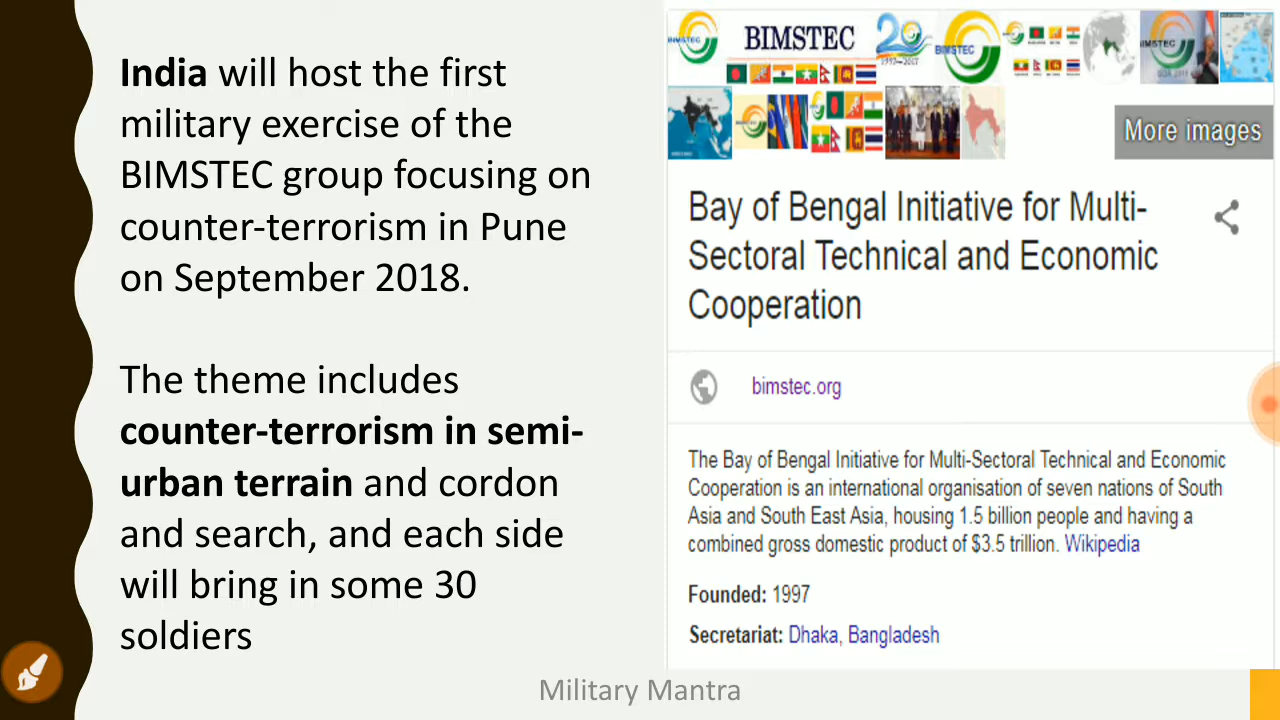 India will host the first
military exercise of the
BIMSTEC group focusing on
counter-terrorism in Pune
on September 2018.
The theme includes
counter-terrorism in semi-
urban terrain and cordon
and search, and each side
will bring in some 30
soldiers
BIMSTEC
20
1997-2017
BIMSTEC
BIMSTEC
More images
Bay of Bengal Initiative for Multi-
Sectoral Technical and Economic
Cooperation
bimstec.org
The Bay of Bengal Initiative for Multi-Sectoral Technical and Economic
Cooperation is an international organisation of seven nations of South
Asia and South East Asia, housing 1.5 billion people and having a
combined gross domestic product of $3.5 trillion. Wikipedia
Founded: 1997
Secretariat: Dhaka, Bangladesh
Military Mantra